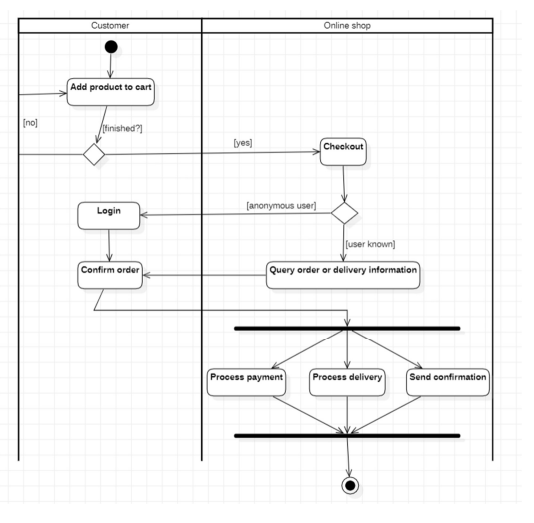 Customer
Online shop
Add product to cart
[no]
[finished?]
[yes]
Checkout
Login
[anonymous user]
[user known]
Confirm order
Query order or delivery information
Process payment
Process delivery
Send confirmation